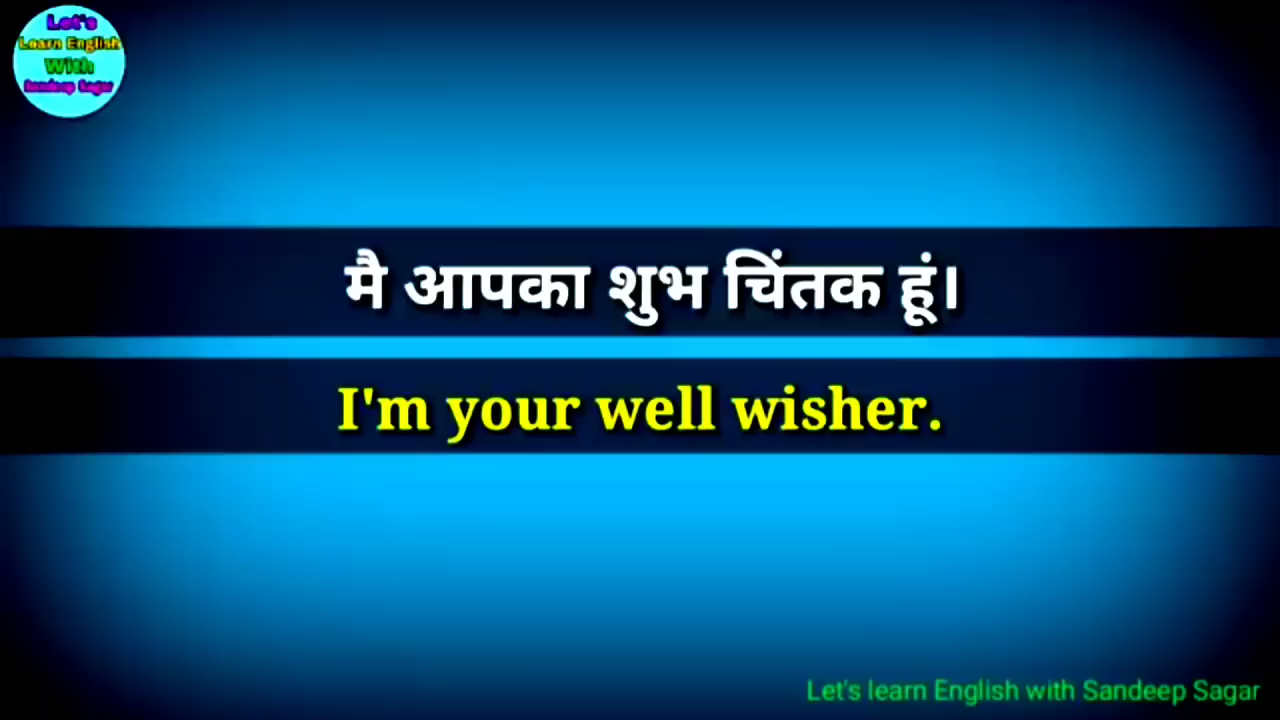 Let's
Learn English
With
Sandeep Sagar
मै आपका शुभ चिंतक हूं।
I'm your well wisher.
Let's learn English with Sandeep Sagar